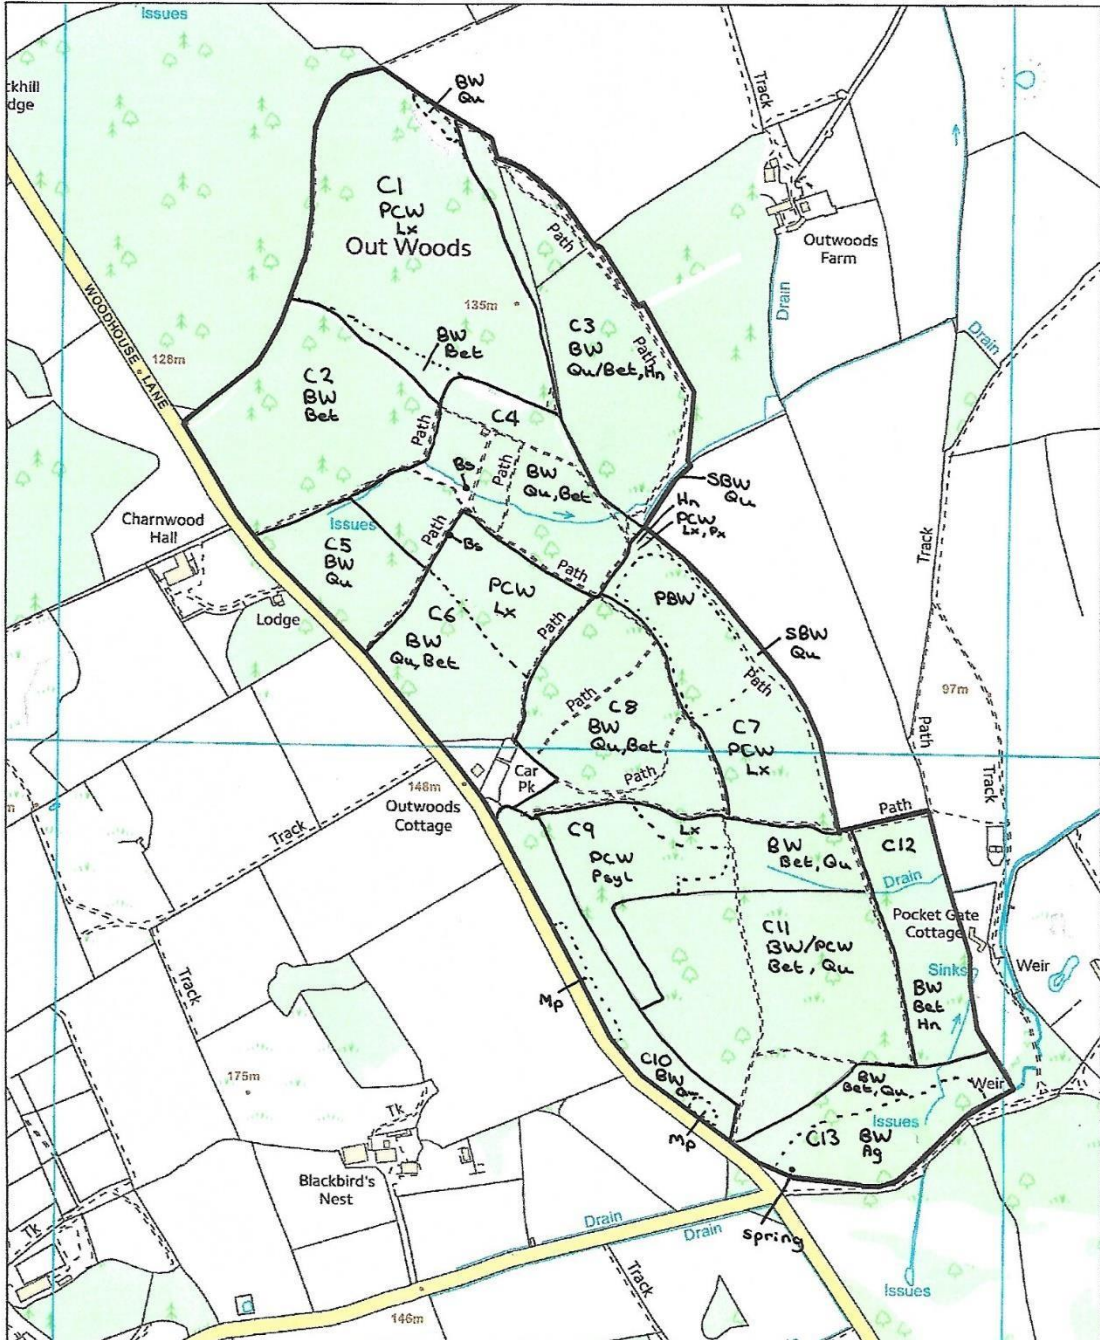 Issues
ckhill
dge
BW
Qu
Track
C1
PCW
Lx
Out Woods
Path
Outwoods
Farm
135m
Drain
WOODHOUSE LANE
128m
BW
Bet
C3
BW
Qu/Bet, Hn
Path
Drain
C2
BW
Bet
C4
Path
Path
BW
Qu, Bet
Bs
SBW
Qu
Hn
PCW
Lx, Px
Charnwood
Hall
Issues
Path
Bs
Path
C5
BW
Qu
PCW
Lx
PBW
Track
Lodge
C6
BW
Qu, Bet
Path
SBW
Qu
Path
97m
Path
C8
BW
Qu, Bet
C7
PCW
Lx
Path
Track
Path
Car
Pk
148m
Outwoods
Cottage
Path
Track
C9
PCW
Psyl
Lx
BW
Bet, Qu
C12
Drain
Pocket Gate
Cottage
C11
BW/PCW
Bet, Qu
Sinks
Weir
Track
Mp
BW
Bet
Hn
C10
BW
Qu
Mp
BW
Bet, Qu
Weir
Issues
C13
BW
Ag
175m
Tk
Blackbird's
Nest
Tk
Drain
Drain
Spring
Issues
146m